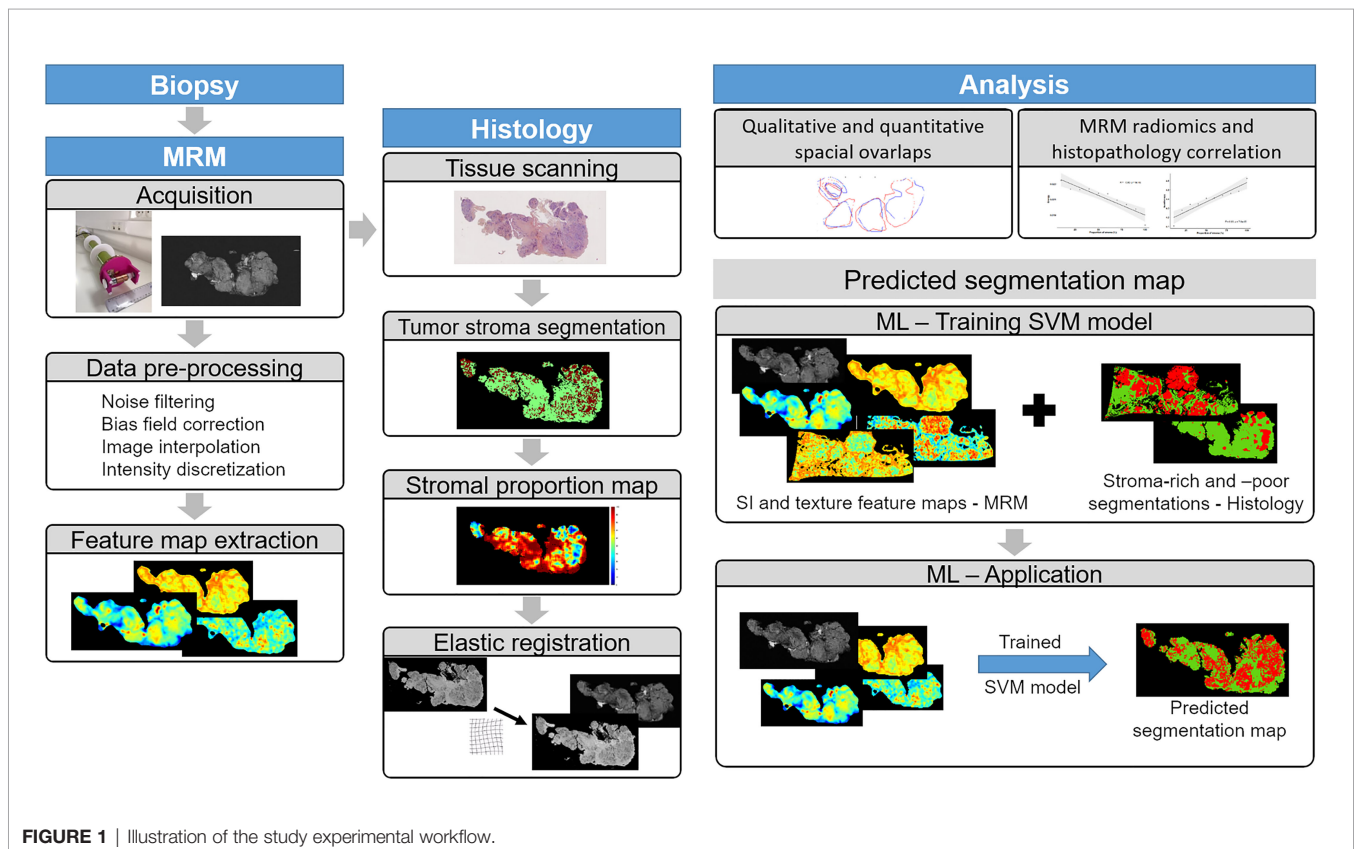 Biopsy
MRM
Acquisition
Data pre-processing
Noise filtering
Bias field correction
Image interpolation
Intensity discretization
Feature map extraction
Histology
Tissue scanning
Tumor stroma segmentation
Stromal proportion map
Elastic registration
Analysis
Qualitative and quantitative
spacial ovarlaps
MRM radiomics and
histopathology correlation
Predicted segmentation map
ML – Training SVM model
SI and texture feature maps - MRM
Stroma-rich and –poor
segmentations - Histology
ML – Application
Trained
SVM model
Predicted
segmentation map
FIGURE 1 | Illustration of the study experimental workflow.